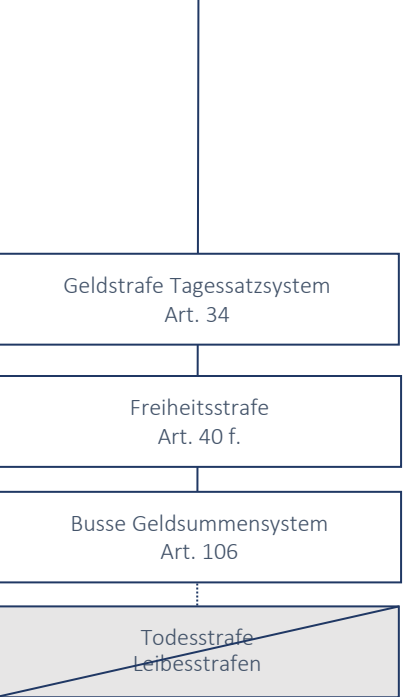 Geldstrafe Tagessatzsystem
Art. 34
Freiheitsstrafe
Art. 40 f.
Busse Geldsummensystem
Art. 106
Todesstrafe
Leibesstrafen